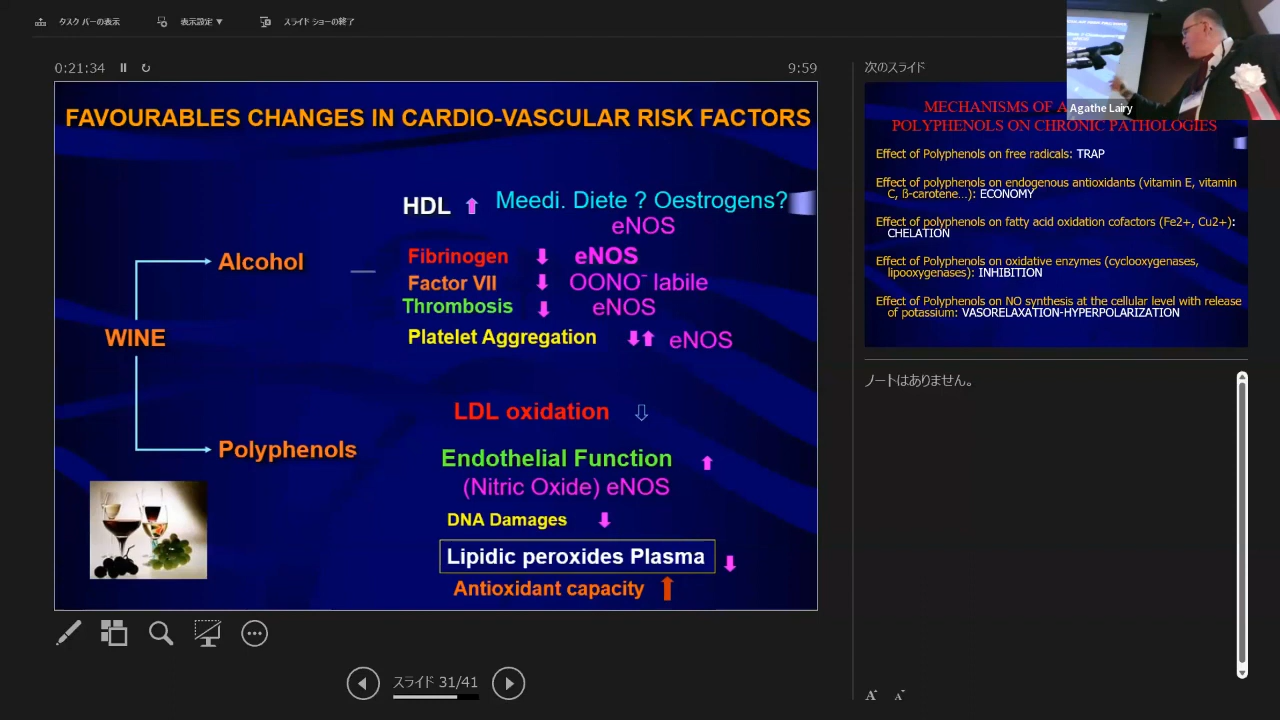 タスク バーの表示
表示設定 ▼
スライド ショーの終了
0:21:34
9:59
FAVOURABLES CHANGES IN CARDIO-VASCULAR RISK FACTORS
HDL
Meedi. Diete ? Oestrogens?
eNOS
Fibrinogen
eNOS
Alcohol
Factor VII
OONO⁻ labile
Thrombosis
eNOS
WINE
Platelet Aggregation
eNOS
LDL oxidation
Polyphenols
Endothelial Function
(Nitric Oxide) eNOS
DNA Damages
Lipidic peroxides Plasma
Antioxidant capacity
スライド 31/41
次のスライド
Agathe Lairy
MECHANISMS OF
POLYPHENOLS ON CHRONIC PATHOLOGIES
Effect of Polyphenols on free radicals: TRAP
Effect of polyphenols on endogenous antioxidants (vitamin E, vitamin
C, ß-carotene…): ECONOMY
Effect of polyphenols on fatty acid oxidation cofactors (Fe2+, Cu2+):
CHELATION
Effect of Polyphenols on oxidative enzymes (cyclooxygenases,
lipooxygenases): INHIBITION
Effect of Polyphenols on NO synthesis at the cellular level with release
of potassium: VASORELAXATION-HYPERPOLARIZATION
ノートはありません。
A A